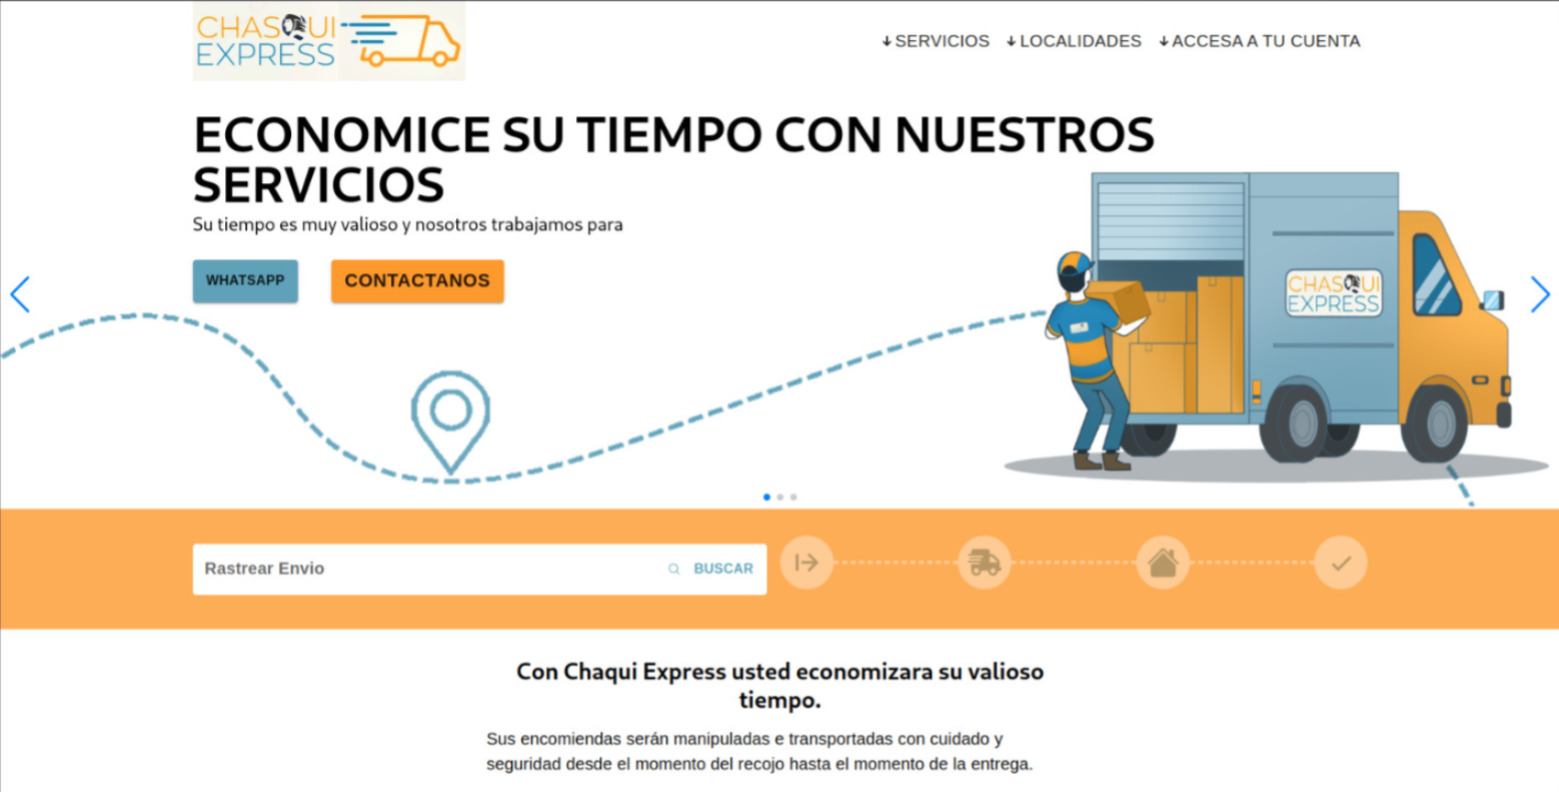 CHASQUI
EXPRESS
SERVICIOS
LOCALIDADES
ACCESA A TU CUENTA
ECONOMICE SU TIEMPO CON NUESTROS
SERVICIOS
Su tiempo es muy valioso y nosotros trabajamos para
WHATSAPP
CONTACTANOS
CHASQUI
EXPRESS
Rastrear Envio
BUSCAR
Con Chaqui Express usted economizara su valioso
tiempo.
Sus encomiendas serán manipuladas e transportadas con cuidado y
seguridad desde el momento del recojo hasta el momento de la entrega.